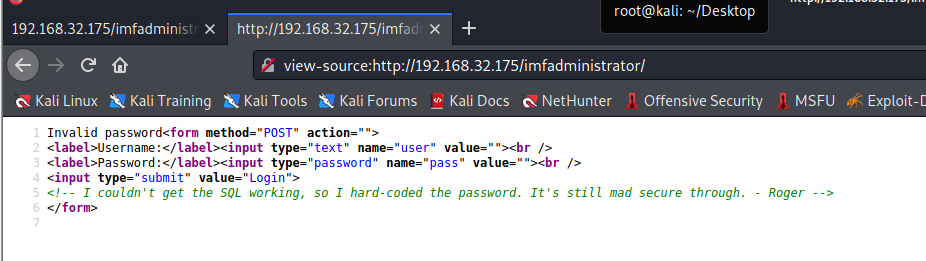 root@kali: ~/Desktop
192.168.32.175/imfadministr
http://192.168.32.175/imfad
view-source:http://192.168.32.175/imfadministrator/
Kali Linux Kali Training Kali Tools Kali Forums Kali Docs NetHunter Offensive Security MSFU Exploit-D
1 Invalid password<form method="POST" action="">
2 <label>Username:</label><input type="text" name="user" value=""><br />
3 <label>Password:</label><input type="password" name="pass" value=""><br />
4 <input type="submit" value="Login">
5 <!-- I couldn't get the SQL working, so I hard-coded the password. It's still mad secure through. - Roger -->
6 </form>
7